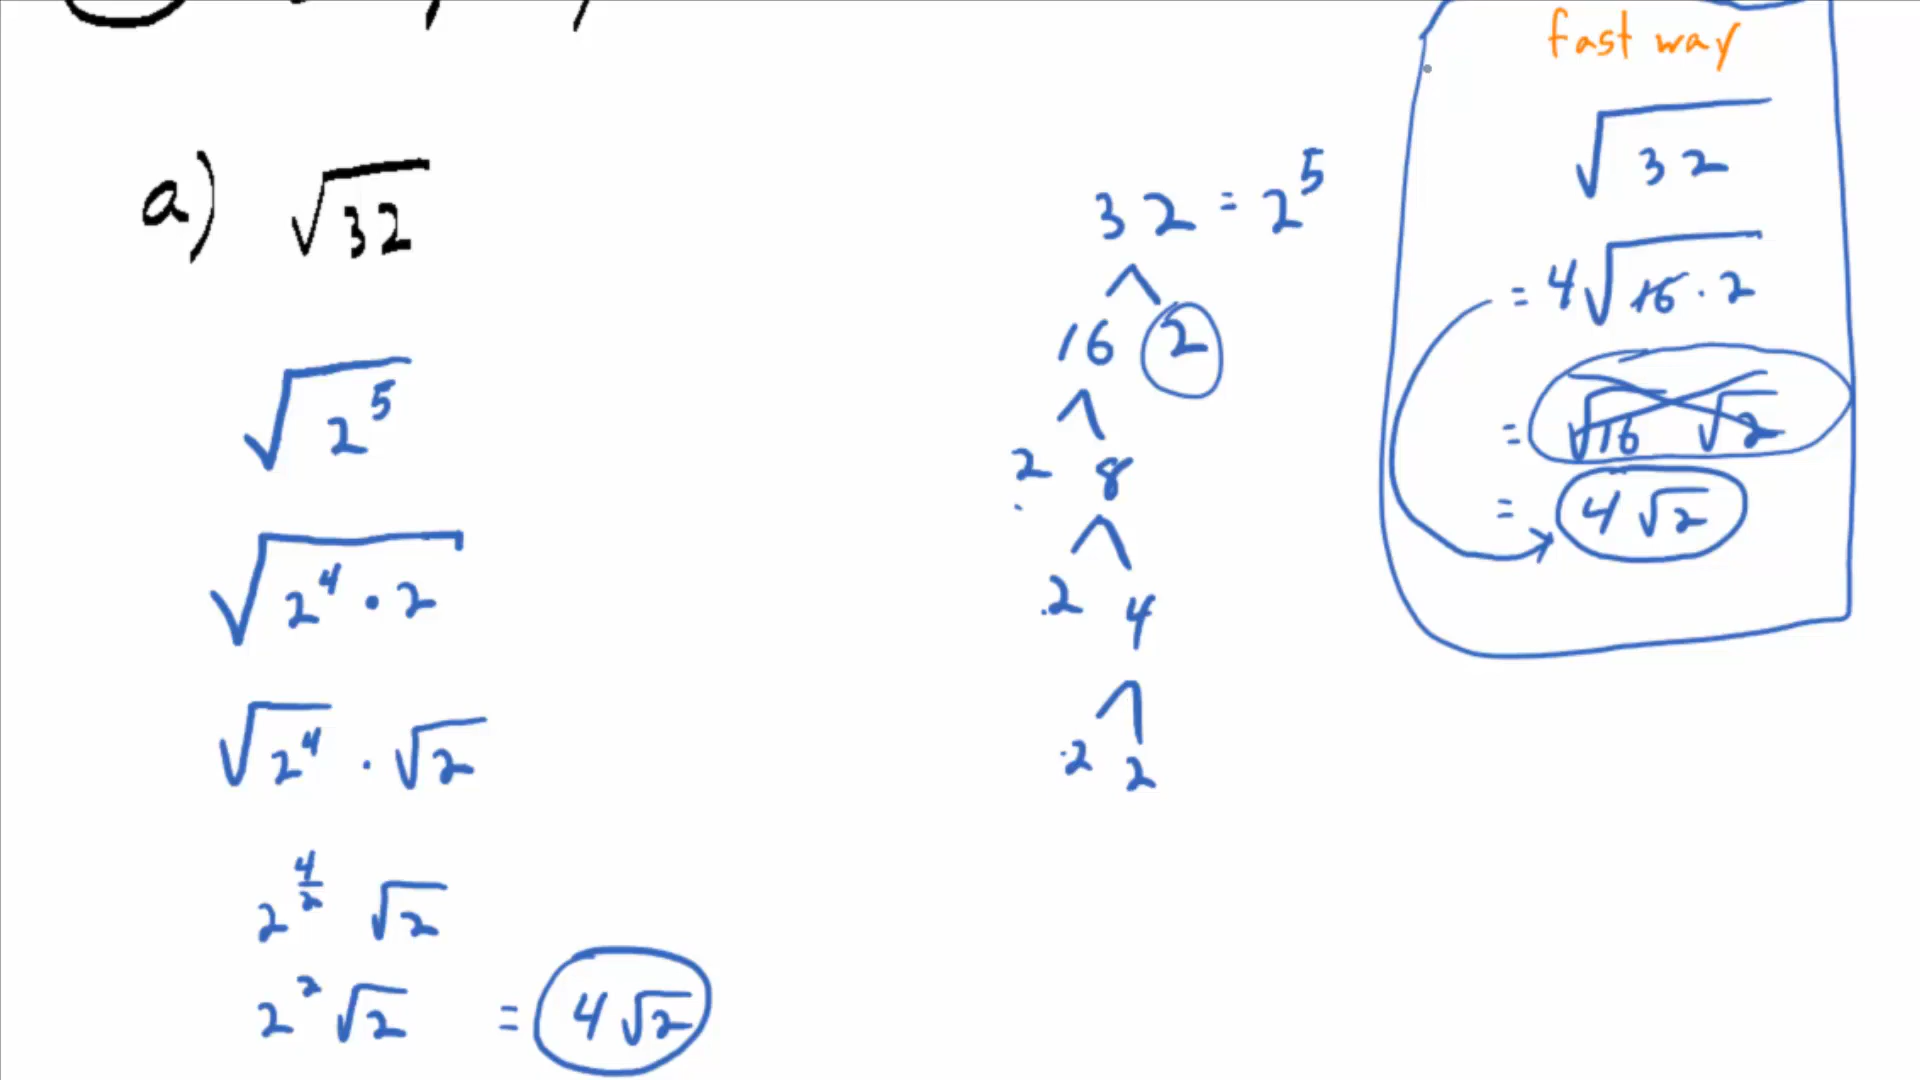 a) √32
√2⁵
√2⁴ • 2
√2⁴ · √2
2^(4/2) √2
2² √2 = 4√2
32 = 2⁵
16 2
2 8
2 4
2 2
fast way
√32
= 4√16 · 2
= √16 √2
= 4√2